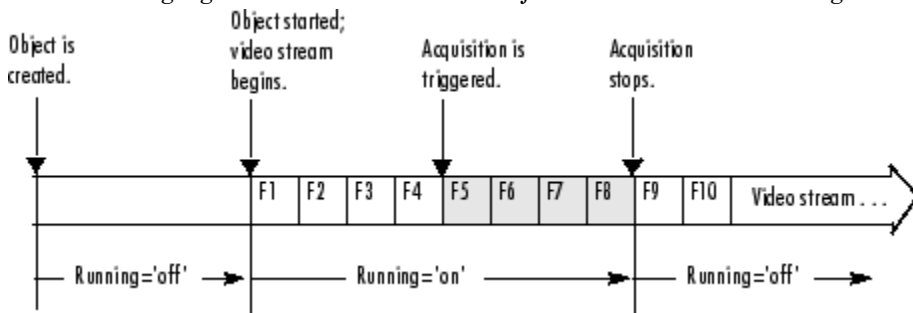 Object is
created.
Object started;
video stream
begins.
Acquisition is
triggered.
Acquisition
stops.
F1 F2 F3 F4 F5 F6 F7 F8 F9 F10 Video stream . . .
Running='off' Running='on' Running='off'